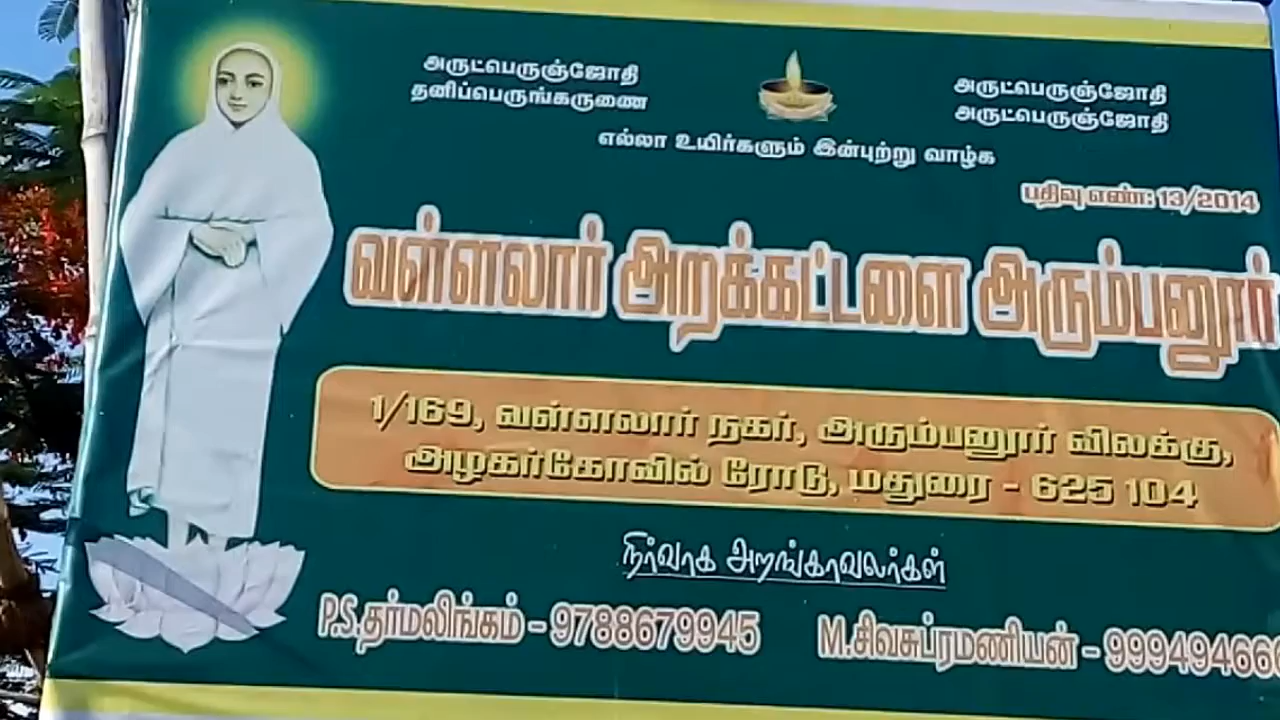 அருட்பெருஞ்ஜோதி
தனிப்பெருங்கருணை
அருட்பெருஞ்ஜோதி
அருட்பெருஞ்ஜோதி
எல்லா உயிர்களும் இன்புற்று வாழ்க
பதிவு எண்: 13/2014
வள்ளலார் அறக்கட்டளை அரும்பனூர்
1/169, வள்ளலார் நகர், அரும்பனூர் விலக்கு,
அழகர்கோவில் ரோடு, மதுரை - 625 104
நிர்வாக அறங்காவலர்கள்
P.S.தர்மலிங்கம் - 9788679945
M.சிவசுப்ரமணியன் - 999494666